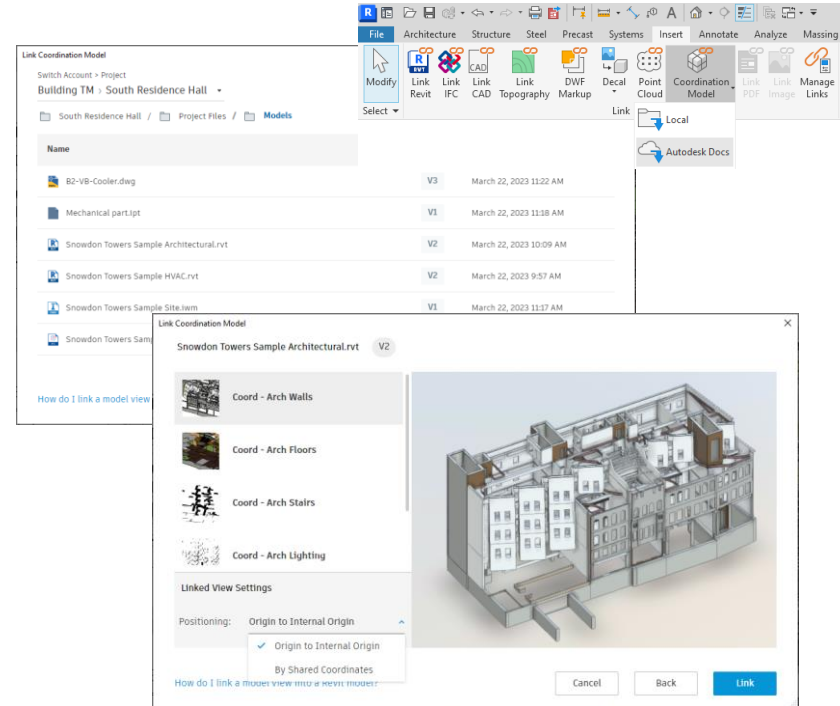 R
File Architecture Structure Steel Precast Systems Insert Annotate Analyze Massing
Modify
Link Revit
Link IFC
Link CAD
Link Topography
DWF Markup
Decal
Point Cloud
Coordination Model
Link PDF
Link Image
Manage Links
Select
Link
Local
Autodesk Docs
Link Coordination Model
Switch Account > Project
Building TM > South Residence Hall
South Residence Hall / Project Files / Models
Name
B2-VB-Cooler.dwg V3 March 22, 2023 11:22 AM
Mechanical part.ipt V1 March 22, 2023 11:18 AM
Snowdon Towers Sample Architectural.rvt V2 March 22, 2023 10:09 AM
Snowdon Towers Sample HVAC.rvt V2 March 22, 2023 9:57 AM
Snowdon Towers Sample Site.iwm V1 March 22, 2023 11:17 AM
Snowdon Towers
How do I link a model view
Link Coordination Model
Snowdon Towers Sample Architectural.rvt V2
Coord - Arch Walls
Coord - Arch Floors
Coord - Arch Stairs
Coord - Arch Lighting
Linked View Settings
Positioning: Origin to Internal Origin
Origin to Internal Origin
By Shared Coordinates
How do I link a model view into a Revit model?
Cancel Back Link